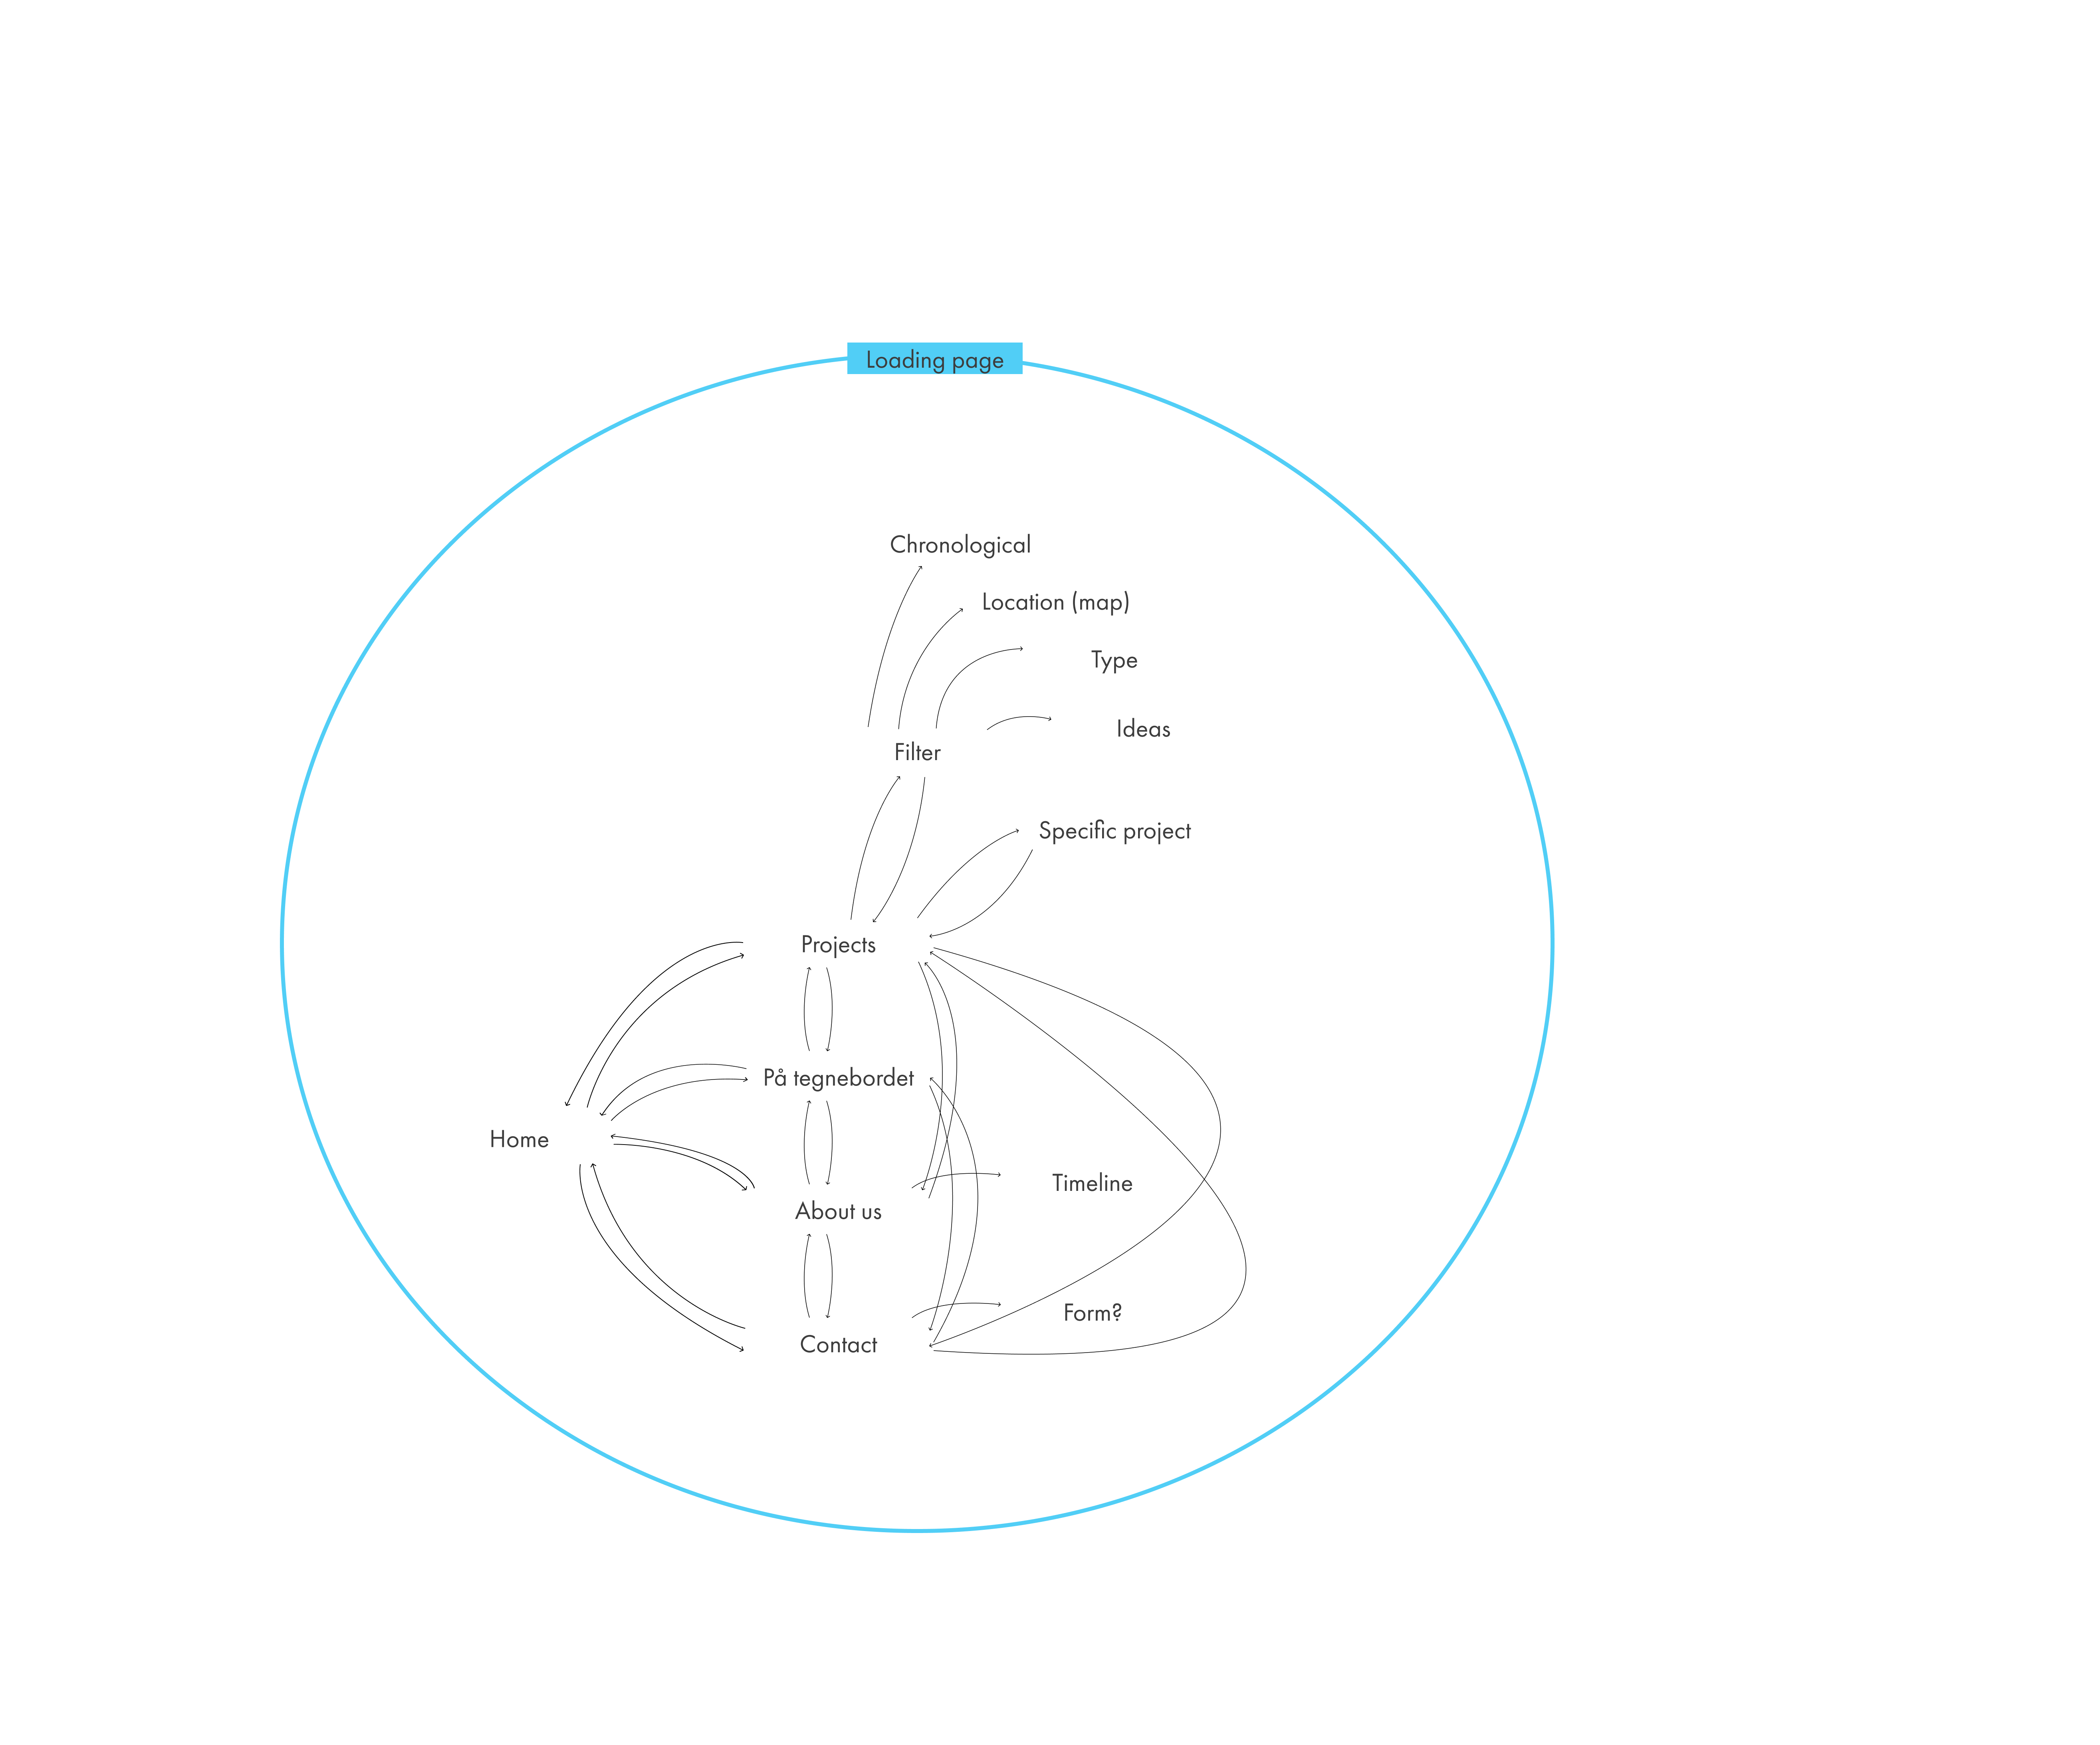 Loading page
Chronological
Location (map)
Type
Ideas
Filter
Specific project
Projects
På tegnebordet
Home
Timeline
About us
Form?
Contact